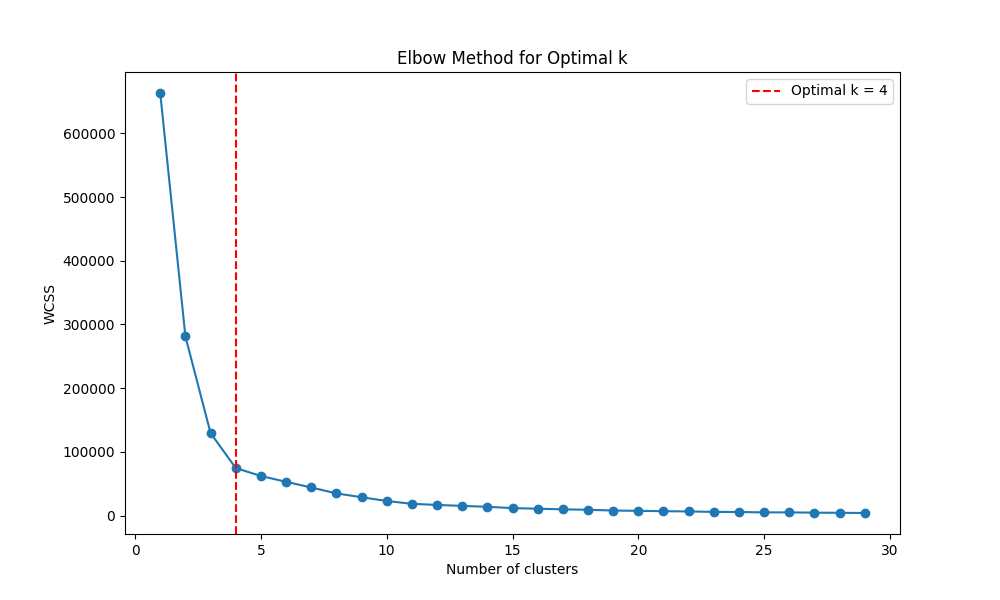 Elbow Method for Optimal k
Optimal k = 4
600000
500000
400000
300000
200000
100000
0
WCSS
0 5 10 15 20 25 30
Number of clusters